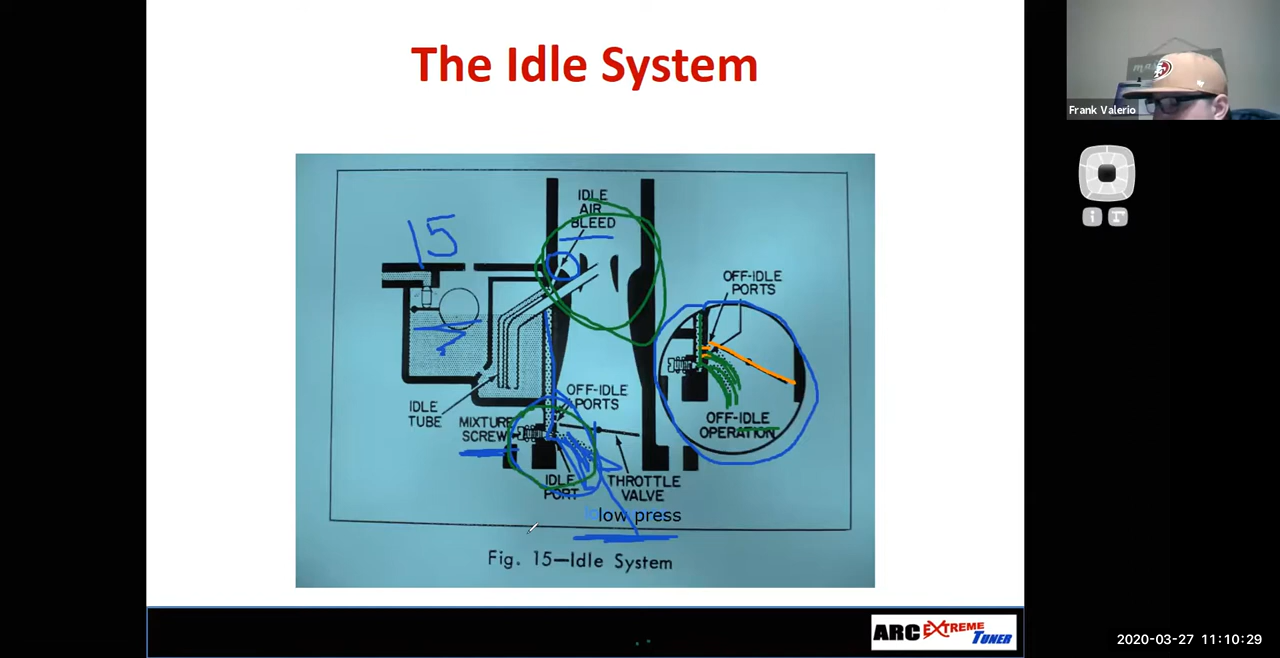 The Idle System
IDLE
AIR
BLEED
15
OFF-IDLE
PORTS
IDLE
TUBE
OFF-IDLE
PORTS
MIXTURE
SCREW
OFF-IDLE
OPERATION
IDLE
PORT
THROTTLE
VALVE
low press
Fig. 15—Idle System
ARC EXTREME
TUNER
Frank Valerio
2020-03-27 11:10:29